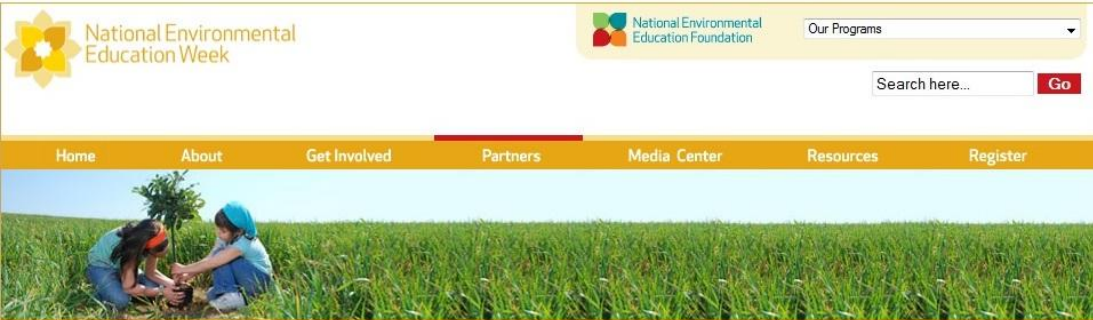 National Environmental
Education Week
National Environmental
Education Foundation
Our Programs
Search here...
Go
Home About Get Involved Partners Media Center Resources Register